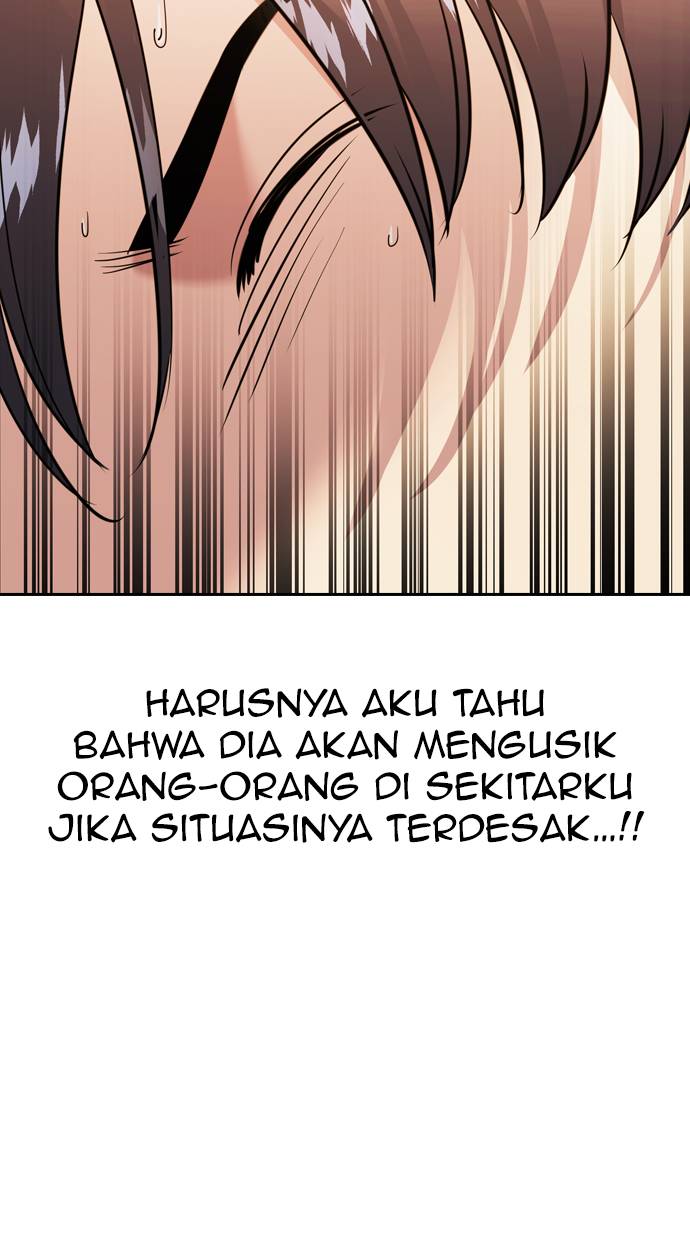 HARUSNYA AKU TAHU
BAHWA DIA AKAN MENGUSIK
ORANG-ORANG DI SEKITARKU
JIKA SITUASINYA TERDESAK...!!